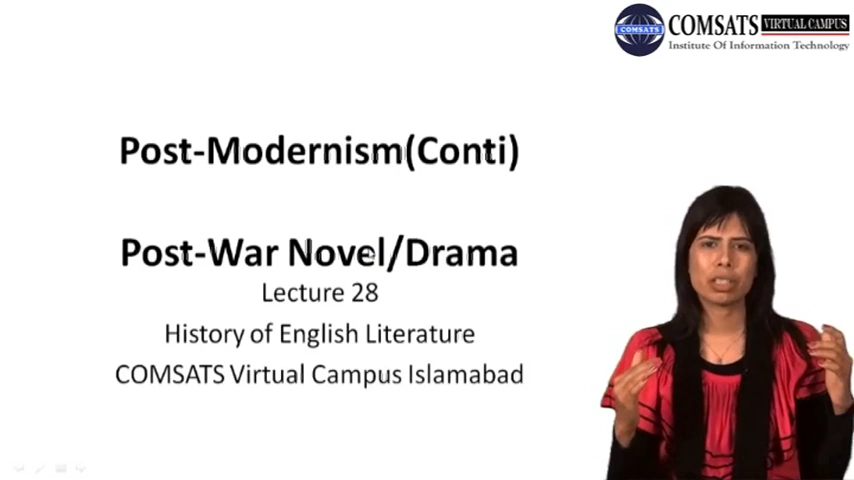 COMSATS VIRTUAL CAMPUS
COMSATS
Institute Of Information Technology
Post-Modernism(Conti)
Post-War Novel/Drama
Lecture 28
History of English Literature
COMSATS Virtual Campus Islamabad